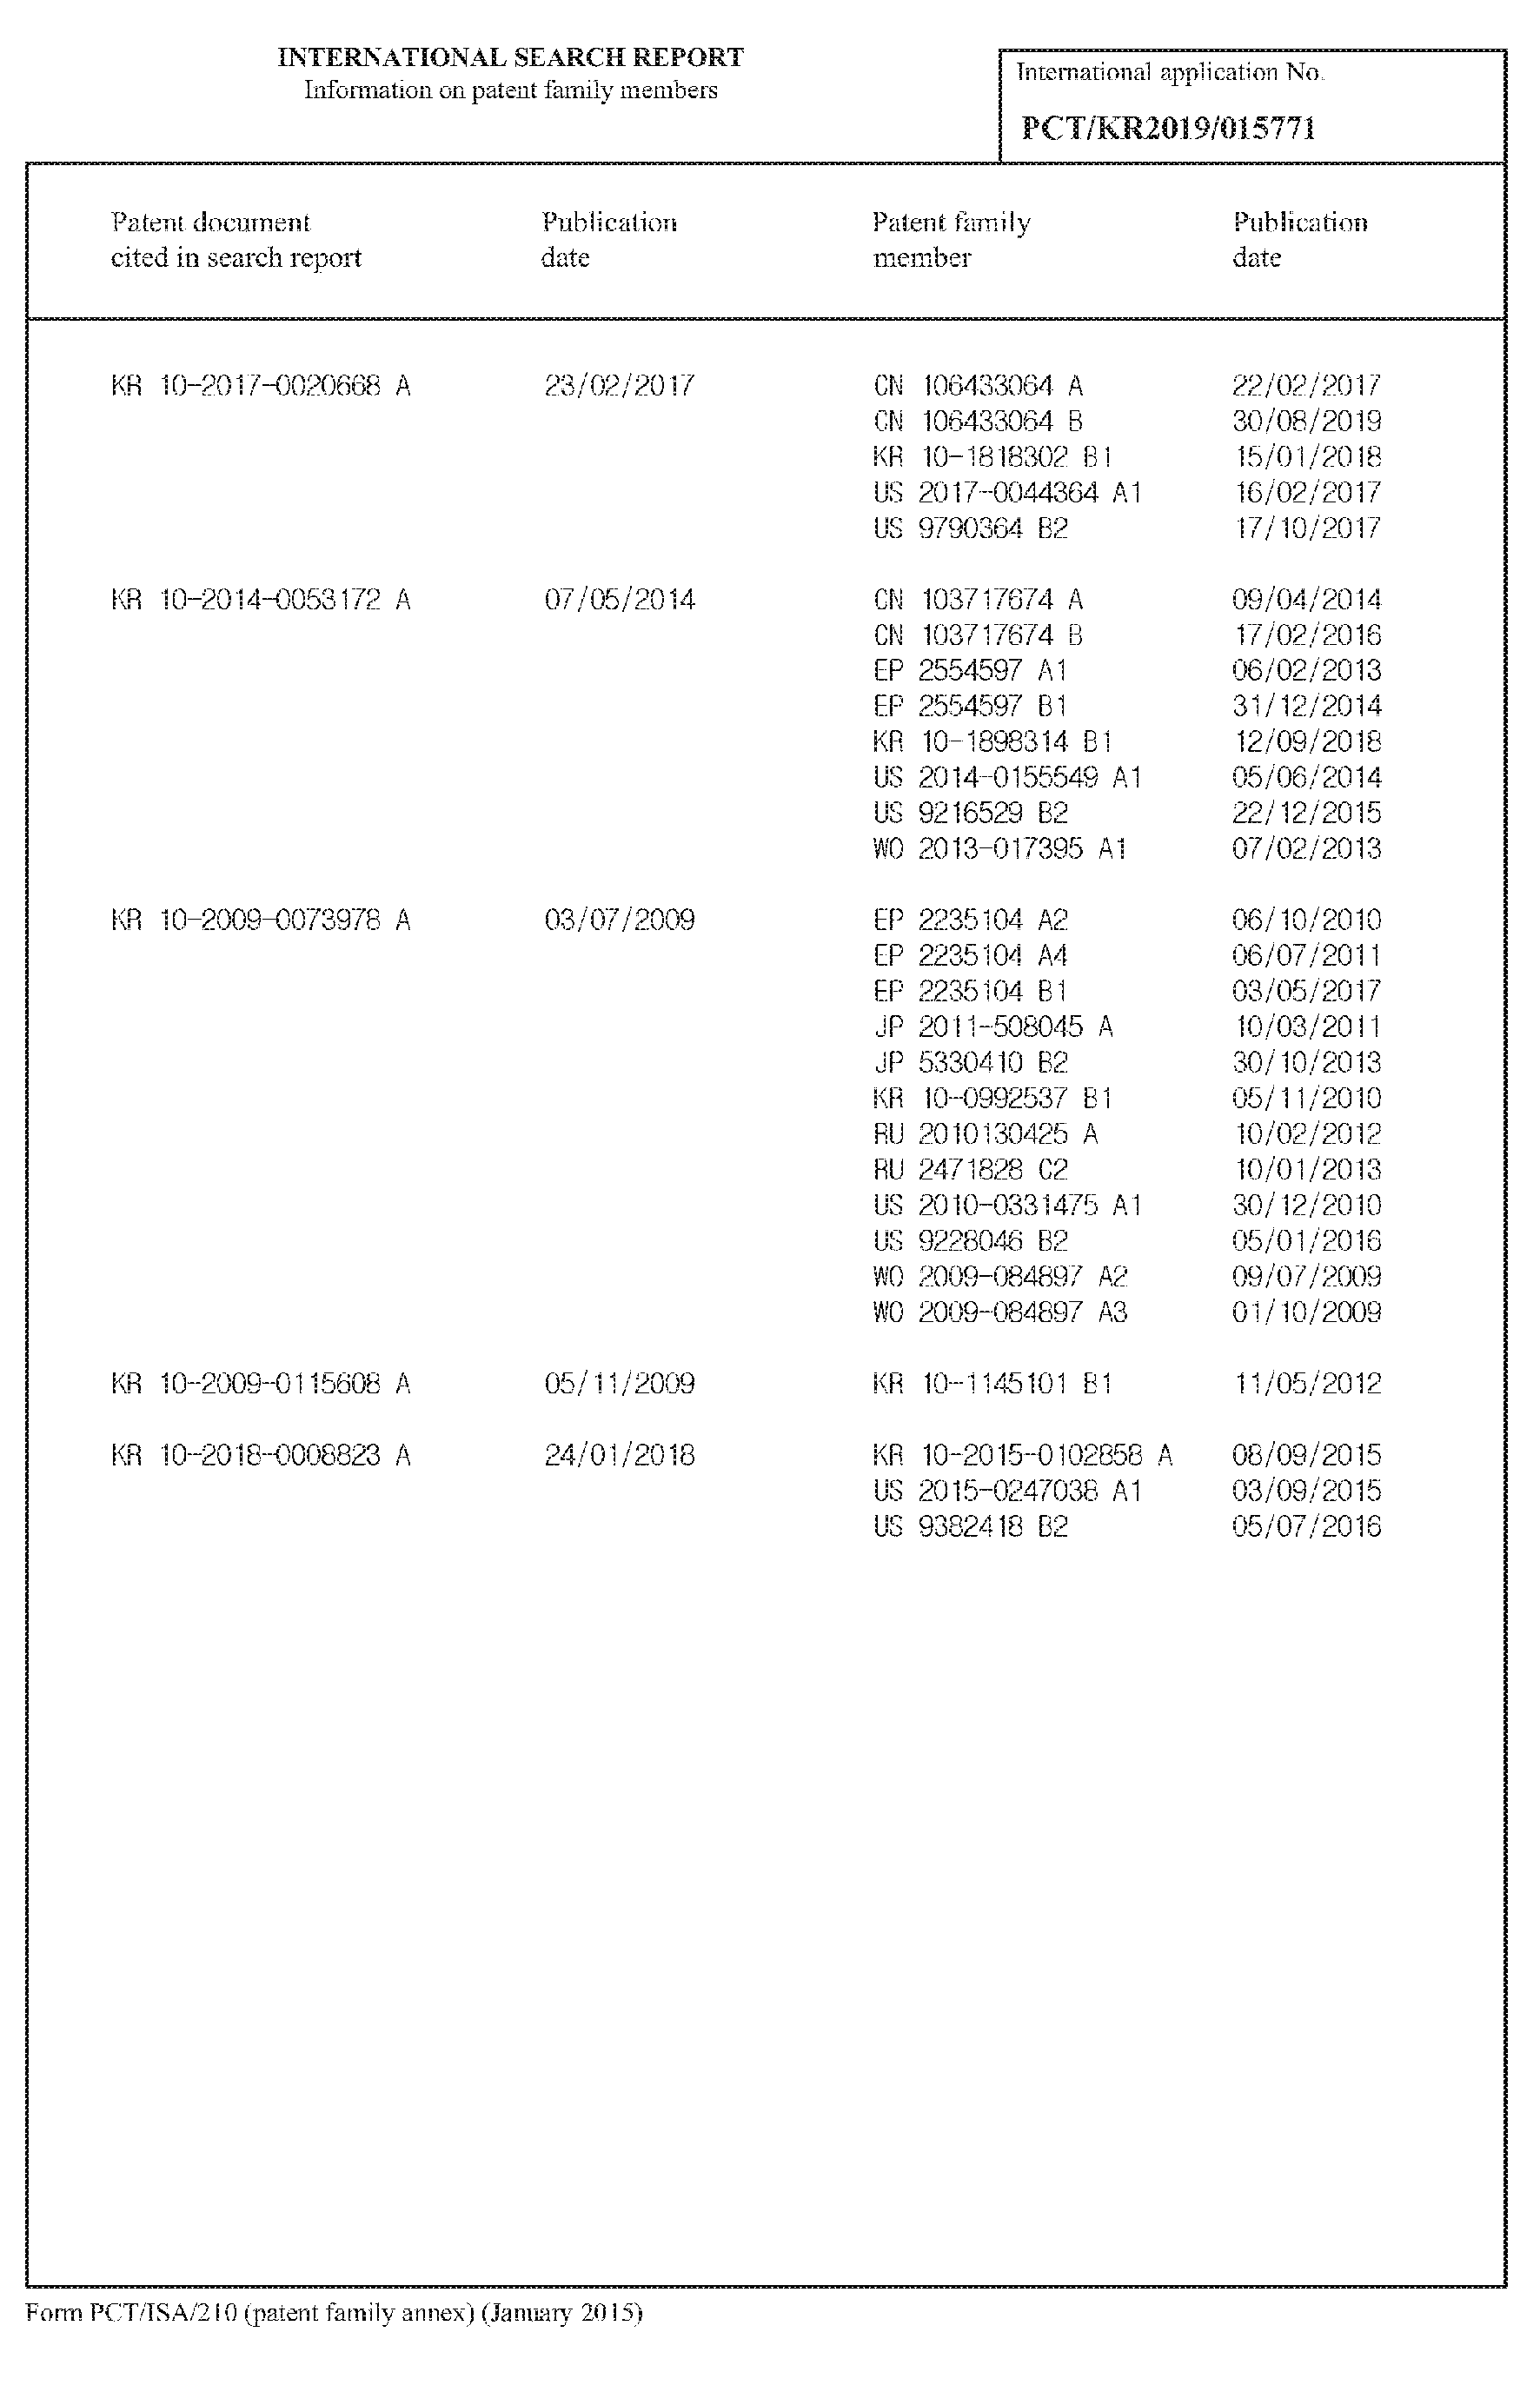 INTERNATIONAL SEARCH REPORT
Information on patent family members
International application No.
PCT/KR2019/015771
Patent document Publication Patent family Publication
cited in search report date member date
KR 10-2017-0020668 A 23/02/2017 CN 106433064 A 22/02/2017
CN 106433064 B 30/08/2019
KR 10-1818302 B1 15/01/2018
US 2017-0044364 A1 16/02/2017
US 9790364 B2 17/10/2017
KR 10-2014-0053172 A 07/05/2014 CN 103717674 A 09/04/2014
CN 103717674 B 17/02/2016
EP 2554597 A1 06/02/2013
EP 2554597 B1 31/12/2014
KR 10-1898314 B1 12/09/2018
US 2014-0155549 A1 05/06/2014
US 9216529 B2 22/12/2015
WO 2013-017395 A1 07/02/2013
KR 10-2009-0073978 A 03/07/2009 EP 2235104 A2 06/10/2010
EP 2235104 A4 06/07/2011
EP 2235104 B1 03/05/2017
JP 2011-508045 A 10/03/2011
JP 5330410 B2 30/10/2013
KR 10-0992537 B1 05/11/2010
RU 2010130425 A 10/02/2012
RU 2471828 C2 10/01/2013
US 2010-0331475 A1 30/12/2010
US 9228046 B2 05/01/2016
WO 2009-084897 A2 09/07/2009
WO 2009-084897 A3 01/10/2009
KR 10-2009-0115608 A 05/11/2009 KR 10-1145101 B1 11/05/2012
KR 10-2018-0008823 A 24/01/2018 KR 10-2015-0102858 A 08/09/2015
US 2015-0247038 A1 03/09/2015
US 9382418 B2 05/07/2016
Form PCT/ISA/210 (patent family annex) (January 2015)